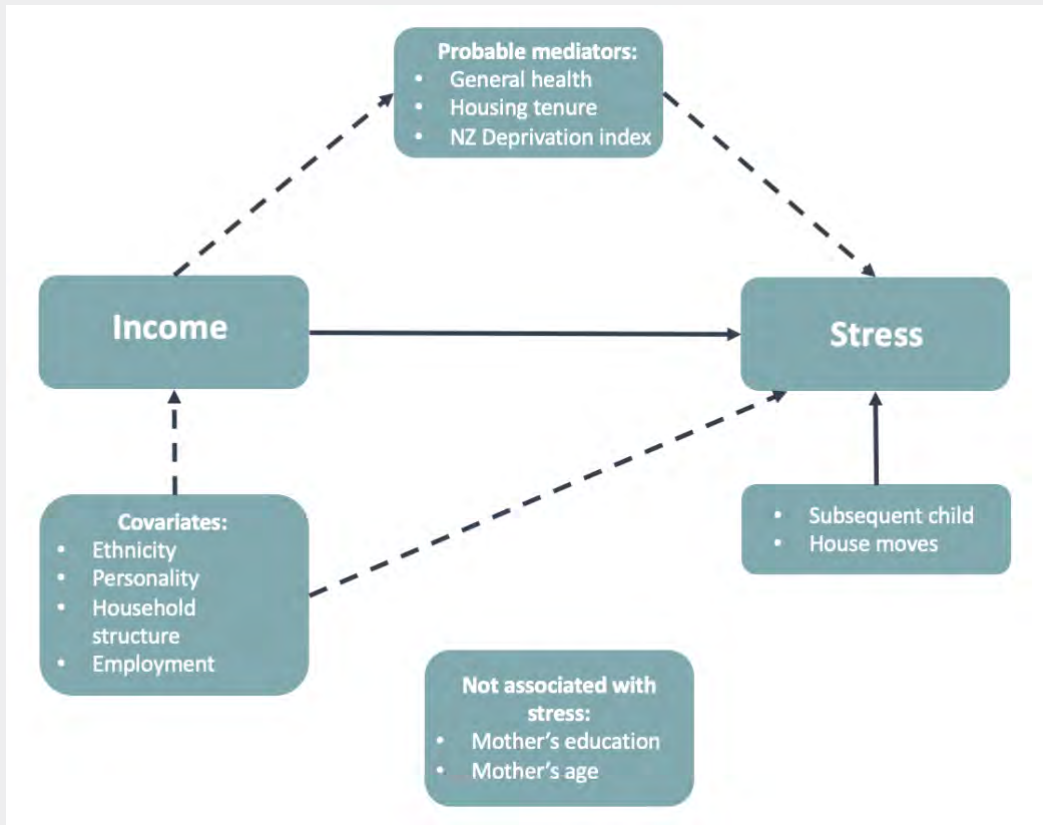 Probable mediators:
• General health
• Housing tenure
• NZ Deprivation index
Income
Stress
Covariates:
• Ethnicity
• Personality
• Household
structure
• Employment
• Subsequent child
• House moves
Not associated with
stress:
• Mother's education
• Mother's age